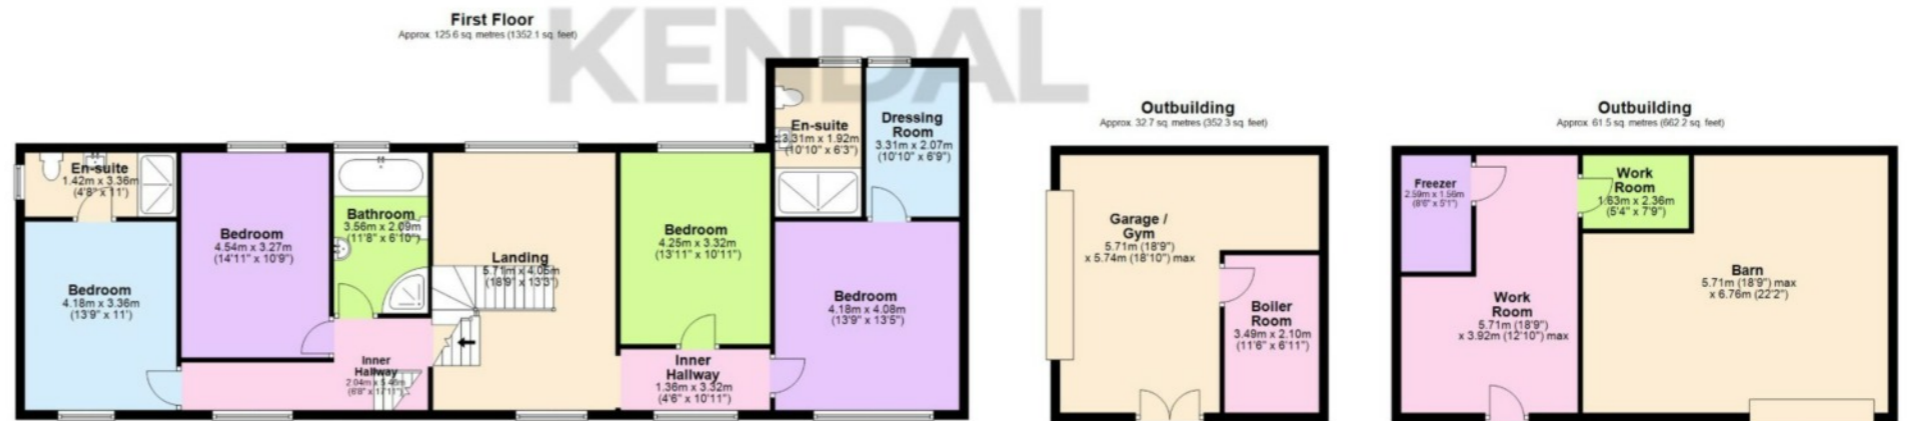 KENDAL
First Floor
Approx. 125.6 sq. metres (1352.1 sq. feet)
En-suite
1.42m x 3.36m
(4'8" x 11')
Bedroom
4.18m x 3.36m
(13'9" x 11')
Bedroom
4.54m x 3.27m
(14'11" x 10'9")
Bathroom
3.56m x 2.09m
(11'8" x 6'10")
Inner
Hallway
2.04m x 5.46m
(6'8" x 17'11")
Landing
5.71m x 4.05m
(18'9" x 13'3")
Bedroom
4.25m x 3.32m
(13'11" x 10'11")
Inner
Hallway
1.36m x 3.32m
(4'6" x 10'11")
En-suite
3.31m x 1.92m
(10'10" x 6'3")
Dressing
Room
3.31m x 2.07m
(10'10" x 6'9")
Bedroom
4.18m x 4.08m
(13'9" x 13'5")
Outbuilding
Approx. 32.7 sq. metres (352.3 sq. feet)
Garage /
Gym
5.71m (18'9")
x 5.74m (18'10") max
Boiler
Room
3.49m x 2.10m
(11'6" x 6'11")
Outbuilding
Approx. 61.5 sq. metres (662.2 sq. feet)
Freezer
2.59m x 1.56m
(8'6" x 5'1")
Work
Room
1.63m x 2.36m
(5'4" x 7'9")
Work
Room
5.71m (18'9")
x 3.92m (12'10") max
Barn
5.71m (18'9") max
x 6.76m (22'2")